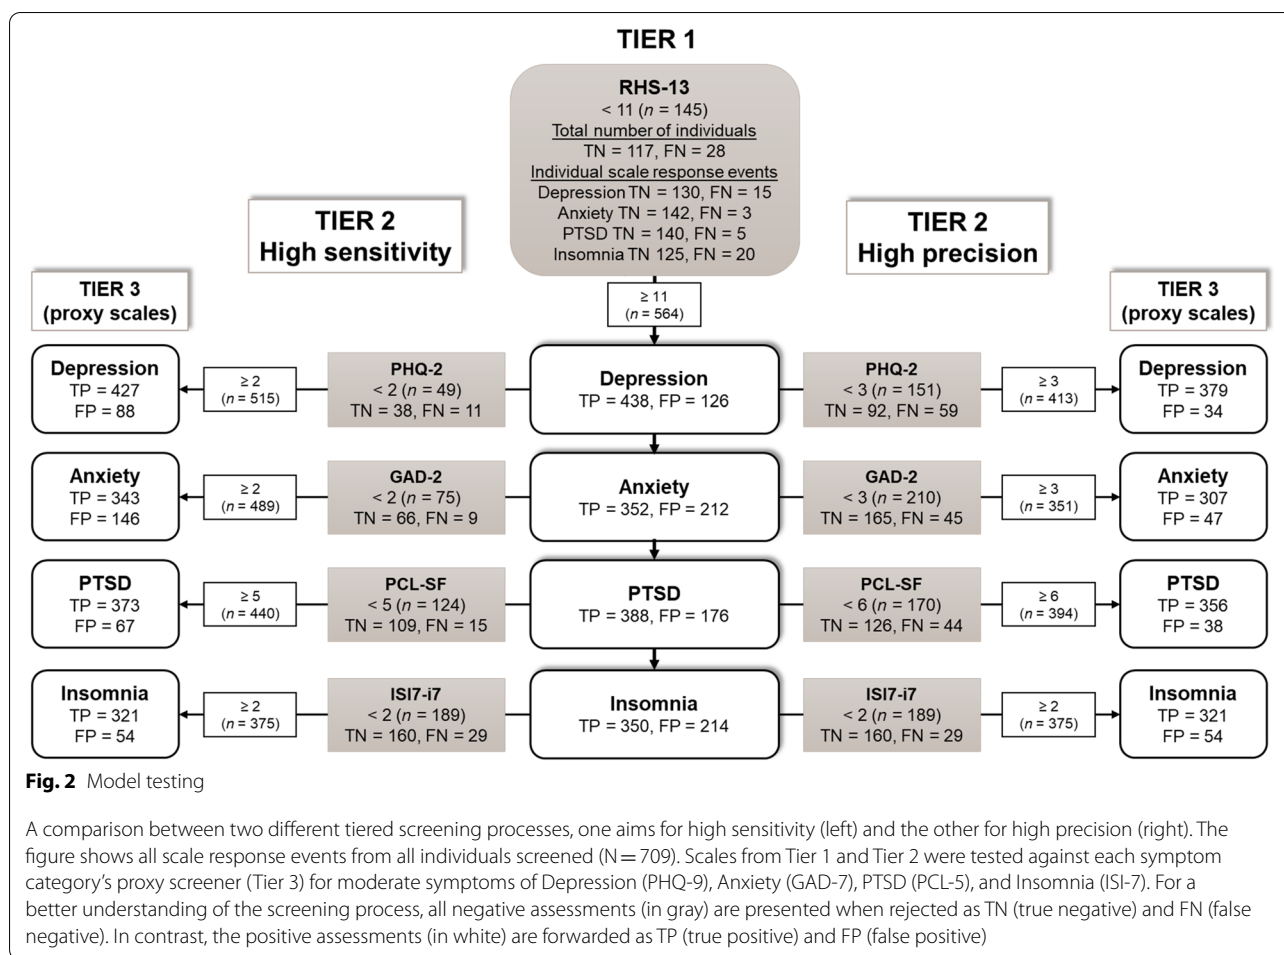 TIER 1
RHS-13
< 11 (n = 145)
Total number of individuals
TN = 117, FN = 28
Individual scale response events
Depression TN = 130, FN = 15
Anxiety TN = 142, FN = 3
PTSD TN = 140, FN = 5
Insomnia TN 125, FN = 20
TIER 2
High sensitivity
TIER 2
High precision
TIER 3
(proxy scales)
≥ 11
(n = 564)
TIER 3
(proxy scales)
Depression
TP = 427
FP = 88
≥ 2
(n = 515)
PHQ-2
< 2 (n = 49)
TN = 38, FN = 11
Depression
TP = 438, FP = 126
PHQ-2
< 3 (n = 151)
TN = 92, FN = 59
≥ 3
(n = 413)
Depression
TP = 379
FP = 34
Anxiety
TP = 343
FP = 146
≥ 2
(n = 489)
GAD-2
< 2 (n = 75)
TN = 66, FN = 9
Anxiety
TP = 352, FP = 212
GAD-2
< 3 (n = 210)
TN = 165, FN = 45
≥ 3
(n = 351)
Anxiety
TP = 307
FP = 47
PTSD
TP = 373
FP = 67
≥ 5
(n = 440)
PCL-SF
< 5 (n = 124)
TN = 109, FN = 15
PTSD
TP = 388, FP = 176
PCL-SF
< 6 (n = 170)
TN = 126, FN = 44
≥ 6
(n = 394)
PTSD
TP = 356
FP = 38
Insomnia
TP = 321
FP = 54
≥ 2
(n = 375)
ISI7-i7
< 2 (n = 189)
TN = 160, FN = 29
Insomnia
TP = 350, FP = 214
ISI7-i7
< 2 (n = 189)
TN = 160, FN = 29
≥ 2
(n = 375)
Insomnia
TP = 321
FP = 54
Fig. 2 Model testing
A comparison between two different tiered screening processes, one aims for high sensitivity (left) and the other for high precision (right). The
figure shows all scale response events from all individuals screened (N = 709). Scales from Tier 1 and Tier 2 were tested against each symptom
category's proxy screener (Tier 3) for moderate symptoms of Depression (PHQ-9), Anxiety (GAD-7), PTSD (PCL-5), and Insomnia (ISI-7). For a
better understanding of the screening process, all negative assessments (in gray) are presented when rejected as TN (true negative) and FN (false
negative). In contrast, the positive assessments (in white) are forwarded as TP (true positive) and FP (false positive)